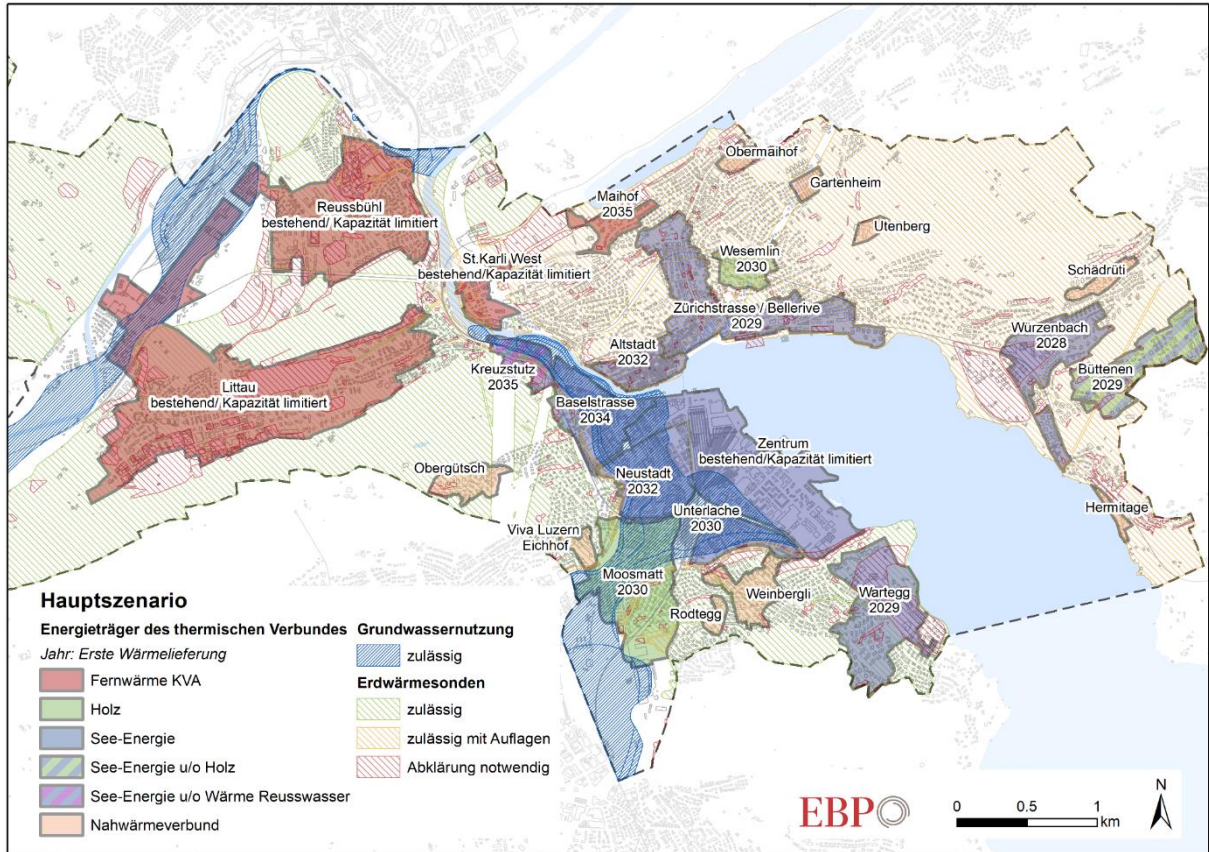 Obermaihof
Gartenheim
Maihof
2035
Utenberg
Reussbühl
bestehend/ Kapazität limitiert
Wesemlin
2030
St.Karli West
bestehend/Kapazität limitiert
Schädrüti
Zürichstrasse / Bellerive
2029
Wurzenbach
2028
Altstadt
2032
Kreuzstutz
2035
Büttenen
2029
Littau
bestehend/ Kapazität limitiert
Baselstrasse
2034
Zentrum
bestehend/Kapazität limitiert
Obergütsch
Neustadt
2032
Unterlache
2030
Hermitage
Viva Luzern
Eichhof
Moosmatt
2030
Weinbergli
Wartegg
2029
Rodtegg
Hauptszenario
Energieträger des thermischen Verbundes
Jahr: Erste Wärmelieferung
Fernwärme KVA
Holz
See-Energie
See-Energie u/o Holz
See-Energie u/o Wärme Reusswasser
Nahwärmeverbund
Grundwassernutzung
zulässig
Erdwärmesonden
zulässig
zulässig mit Auflagen
Abklärung notwendig
EBP
0 0.5 1
km
N